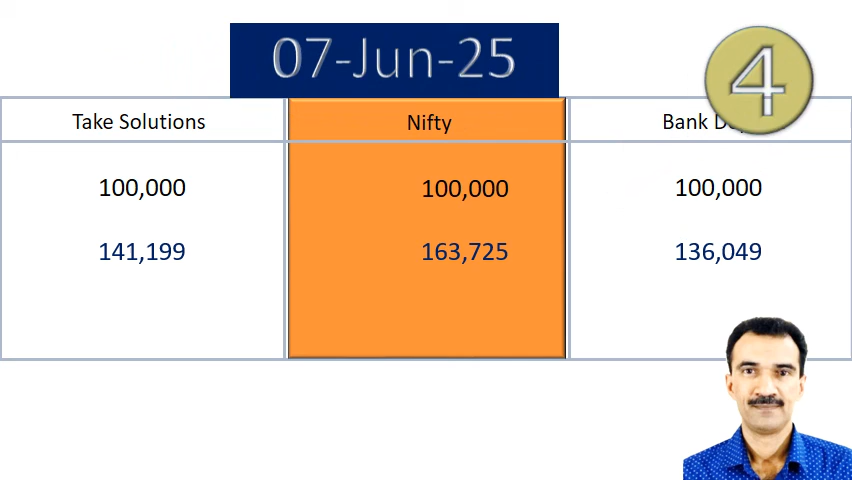 07-Jun-25
4
Take Solutions
Nifty
Bank
100,000
100,000
100,000
141,199
163,725
136,049